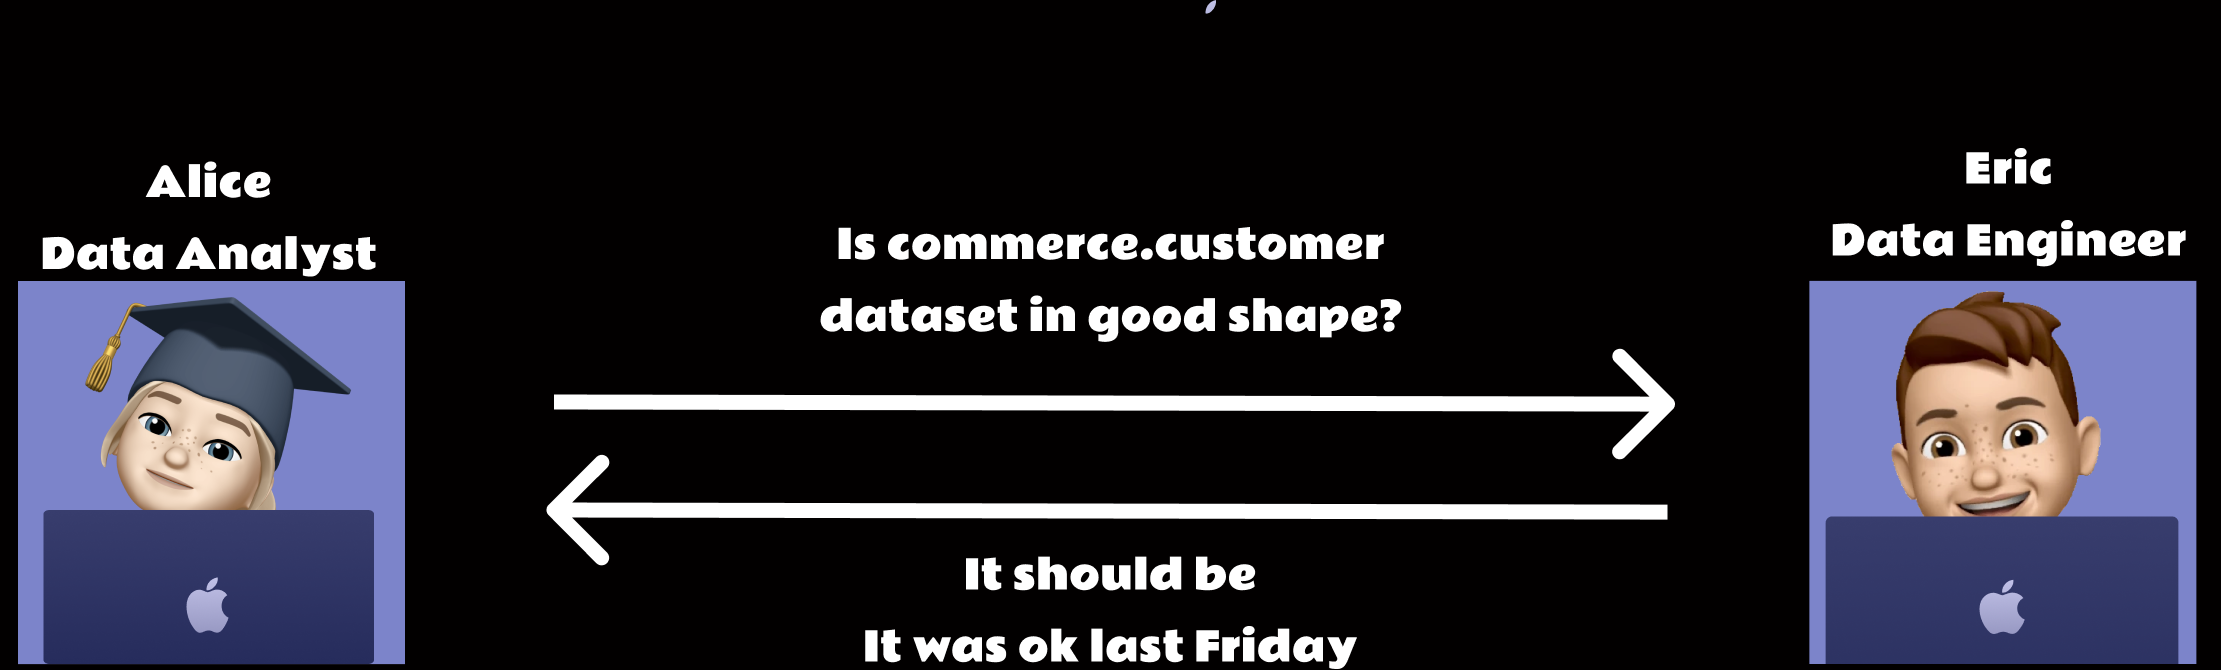 Alice
Data Analyst
Is commerce.customer
dataset in good shape?
It should be
It was ok last Friday
Eric
Data Engineer